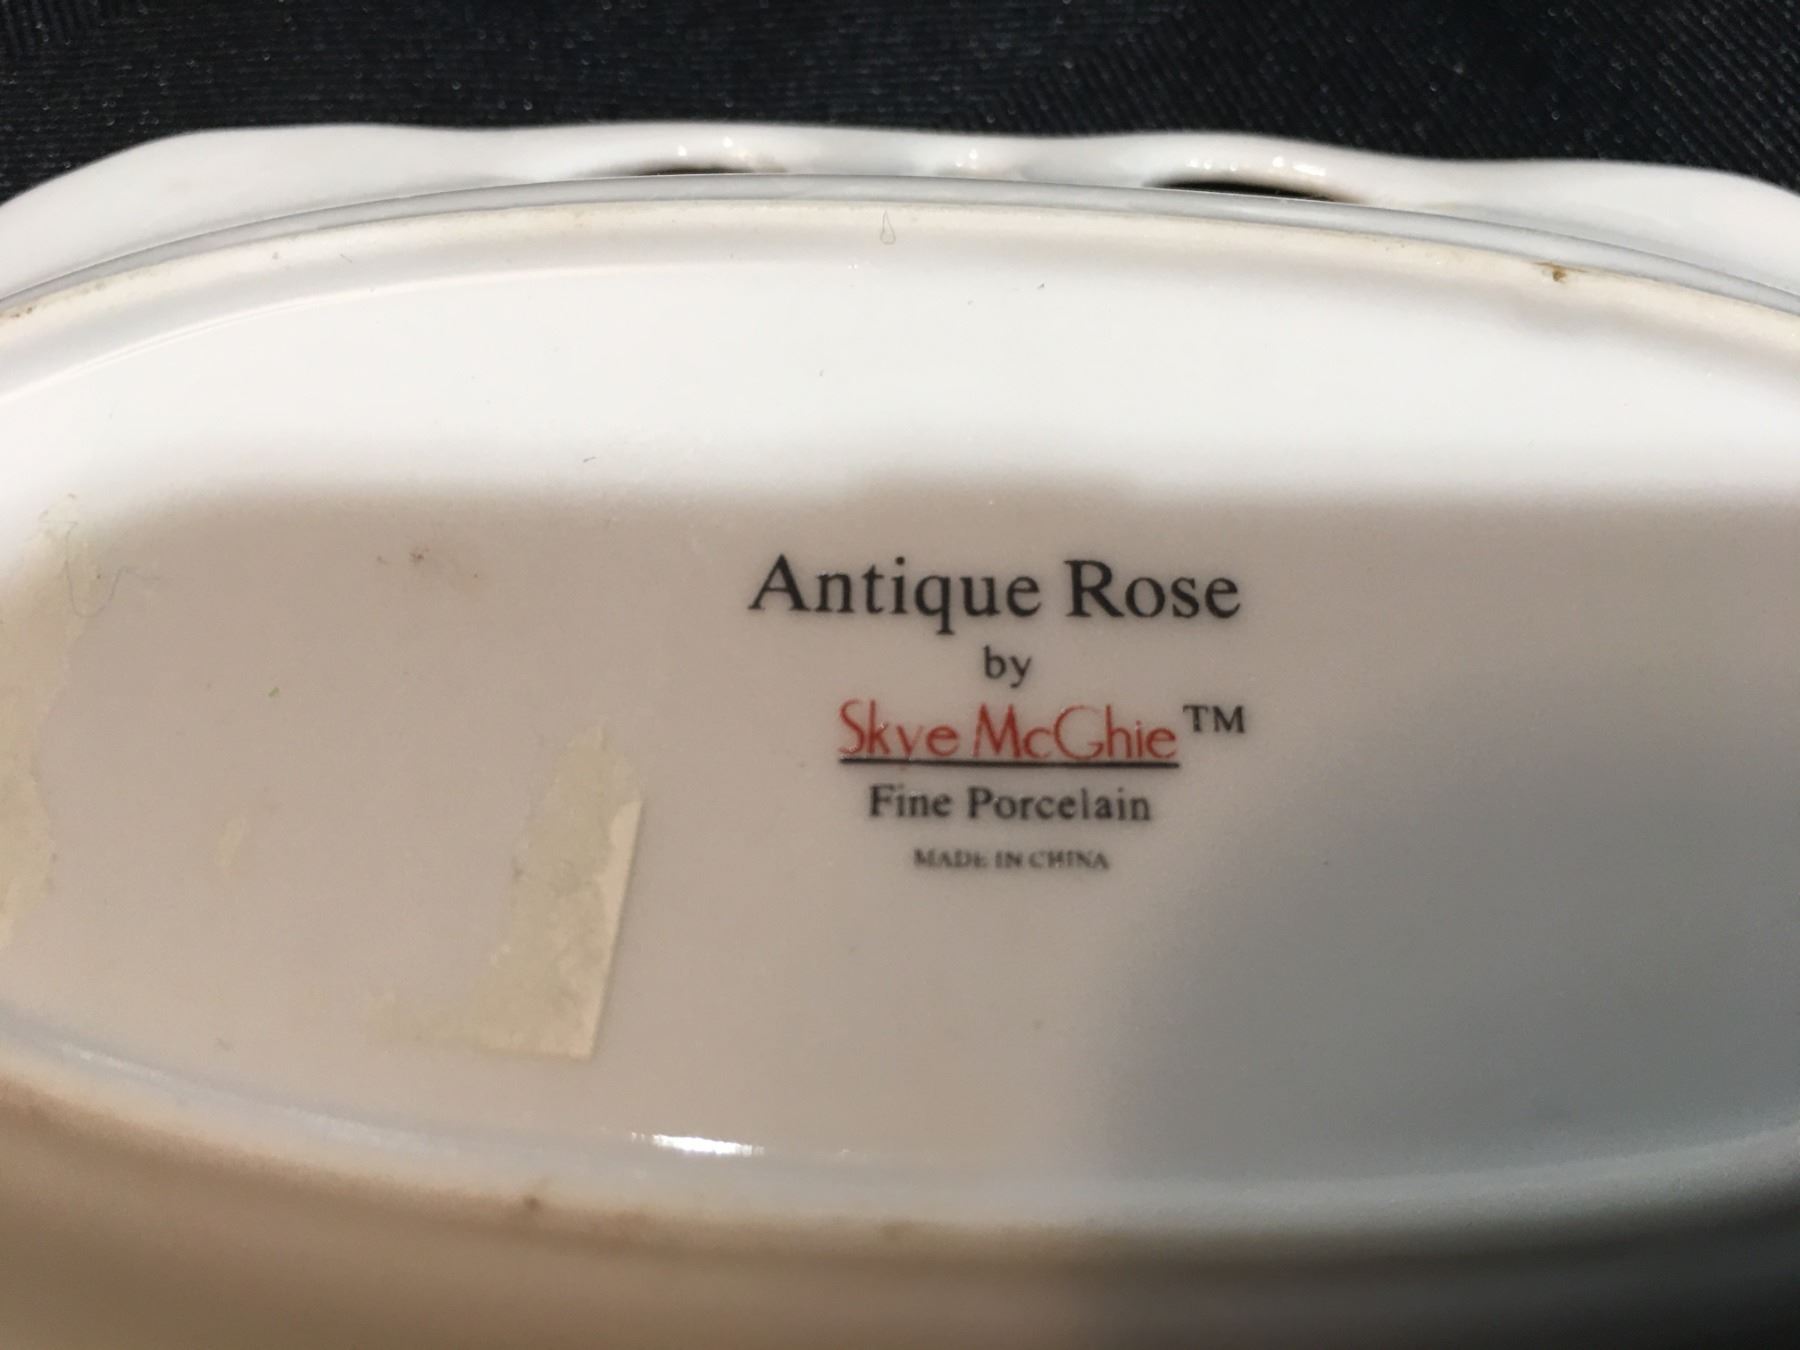 Antique Rose
by
Skye McGhie™
Fine Porcelain
MADE IN CHINA